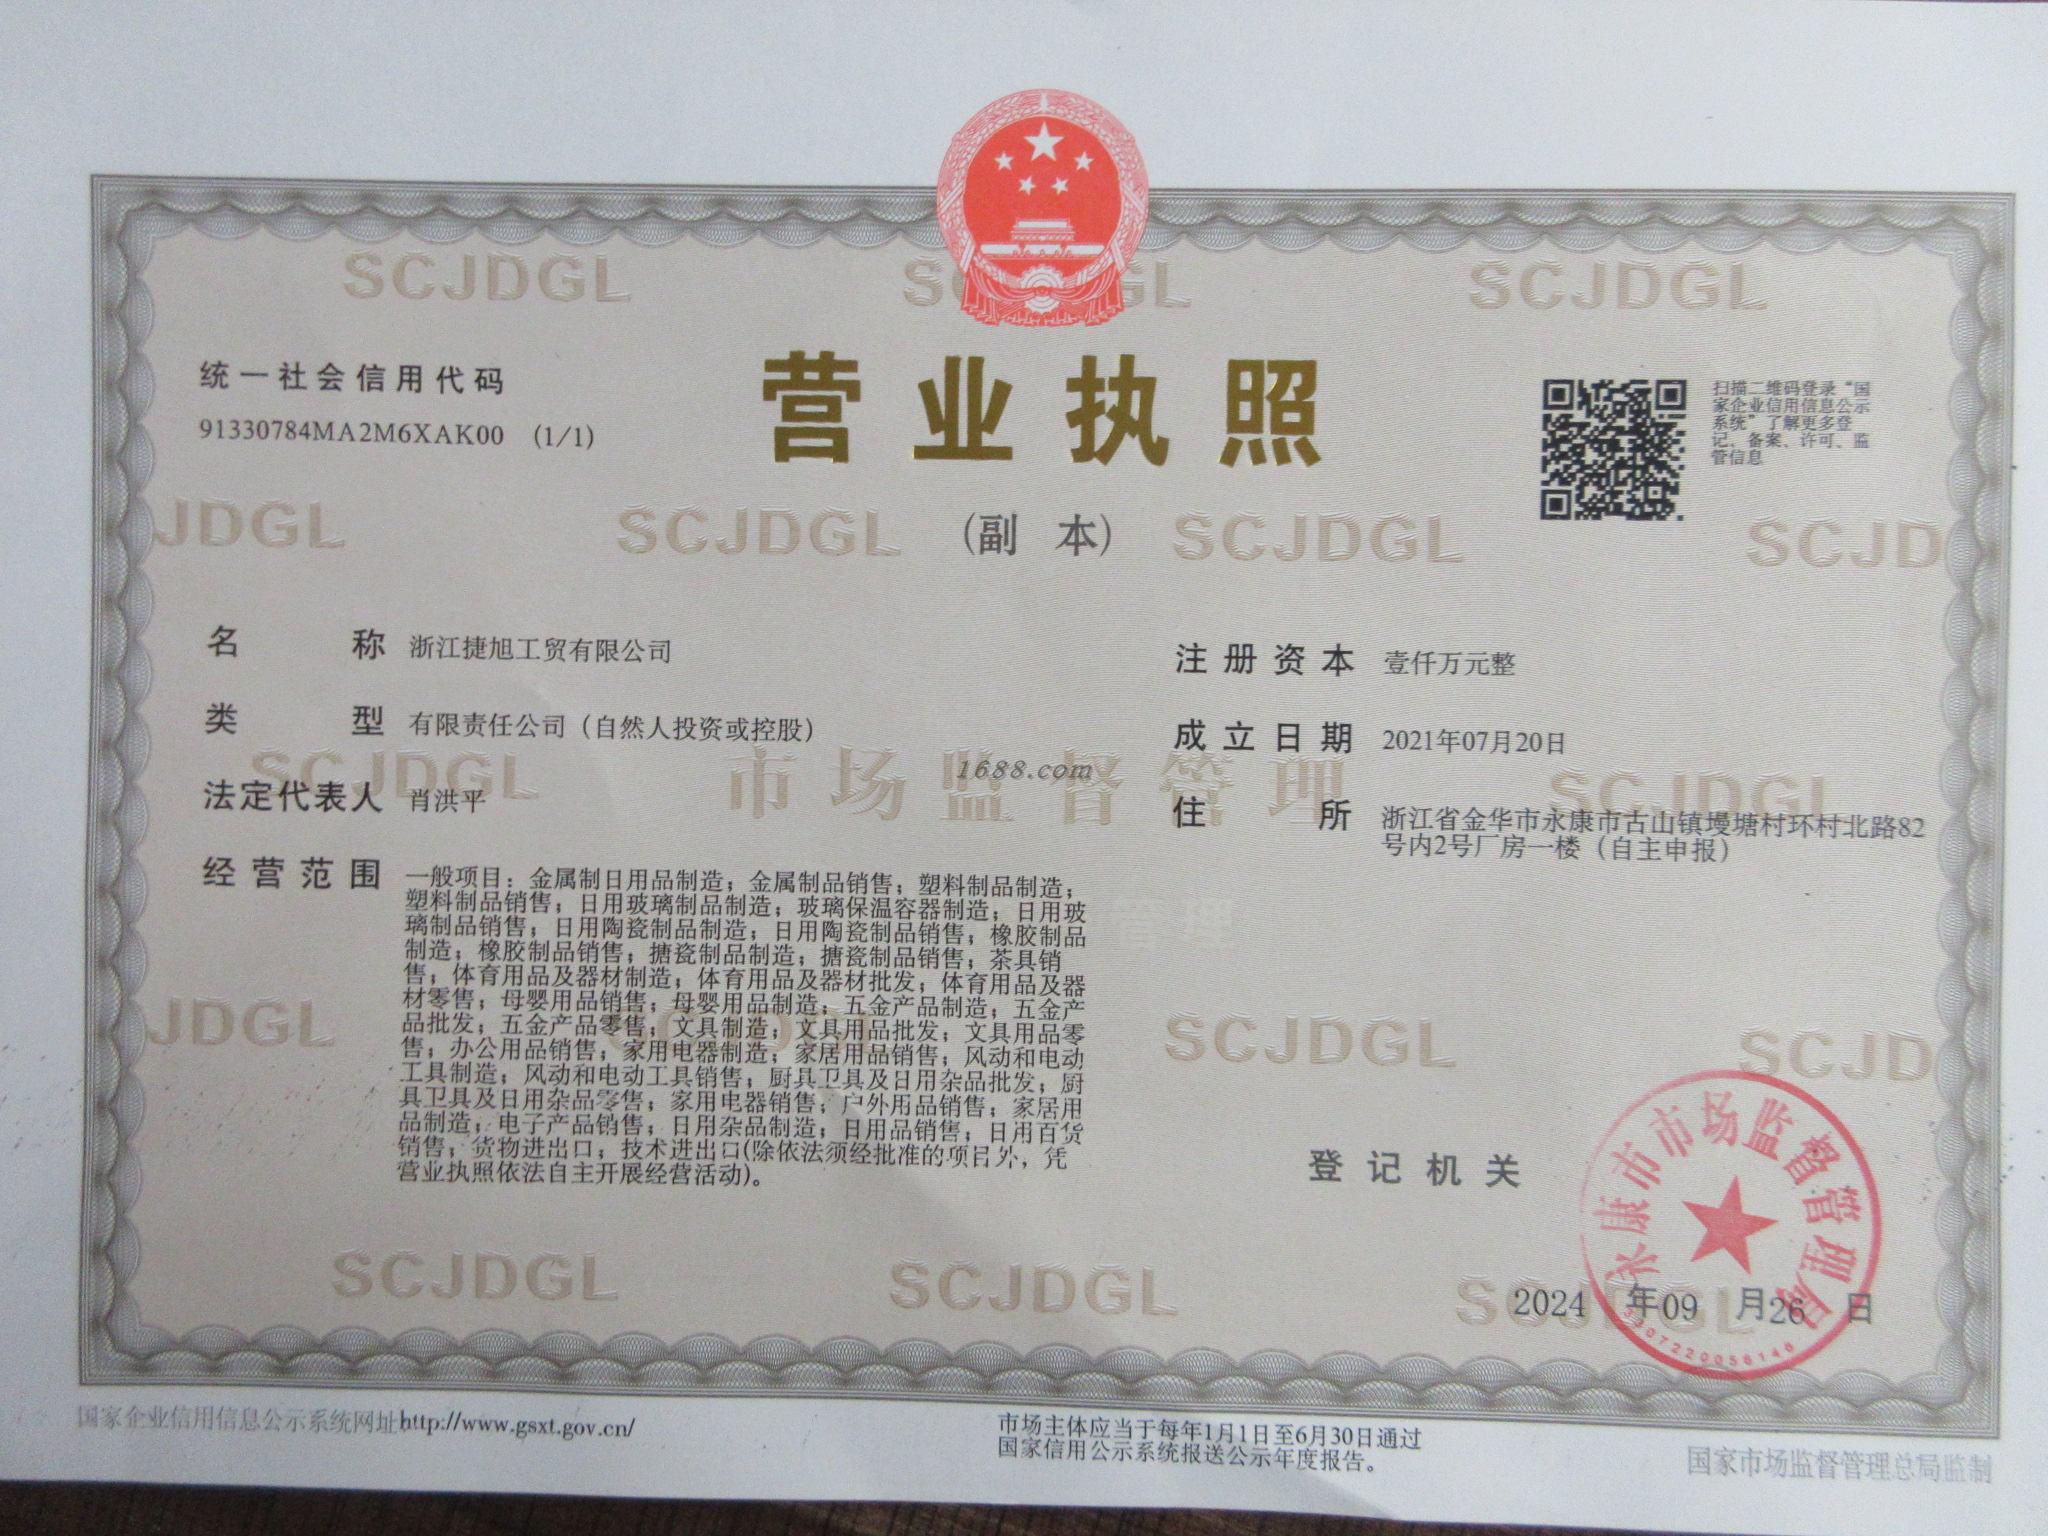 统一社会信用代码
91330784MA2M6XAK00 (1/1)
营业执照
(副 本)
扫描二维码登录“国
家企业信用信息公示
系统”了解更多登
记、备案、许可、监
管信息
名称 浙江捷旭工贸有限公司
类型 有限责任公司（自然人投资或控股）
法定代表人 肖洪平
经营范围 一般项目：金属制日用品制造；金属制品销售；塑料制品制造；
塑料制品销售；日用玻璃制品制造；玻璃保温容器制造；日用玻
璃制品销售；日用陶瓷制品制造；日用陶瓷制品销售；橡胶制品
制造；橡胶制品销售；搪瓷制品制造；搪瓷制品销售；茶具销
售；体育用品及器材制造；体育用品及器材批发；体育用品及器
材零售；母婴用品销售；母婴用品制造；五金产品制造；五金产
品批发；五金产品零售；文具制造；文具用品批发；文具用品零
售；办公用品销售；家用电器制造；家居用品销售；风动和电动
工具制造；风动和电动工具销售；厨具卫具及日用杂品批发；厨
具卫具及日用杂品零售；家用电器销售；户外用品销售；家居用
品制造；电子产品销售；日用杂品制造；日用品销售；日用百货
销售；货物进出口；技术进出口(除依法须经批准的项目外，凭
营业执照依法自主开展经营活动)。
注册资本 壹仟万元整
成立日期 2021年07月20日
住所 浙江省金华市永康市古山镇墁塘村环村北路82
号内2号厂房一楼（自主申报）
登记机关
永康市市场监督管理局
2024 年09 月26 日
SCJDGL
市场监督管理
1688.com
国家企业信用信息公示系统网址http://www.gsxt.gov.cn/
市场主体应当于每年1月1日至6月30日通过
国家信用公示系统报送公示年度报告。
国家市场监督管理总局监制